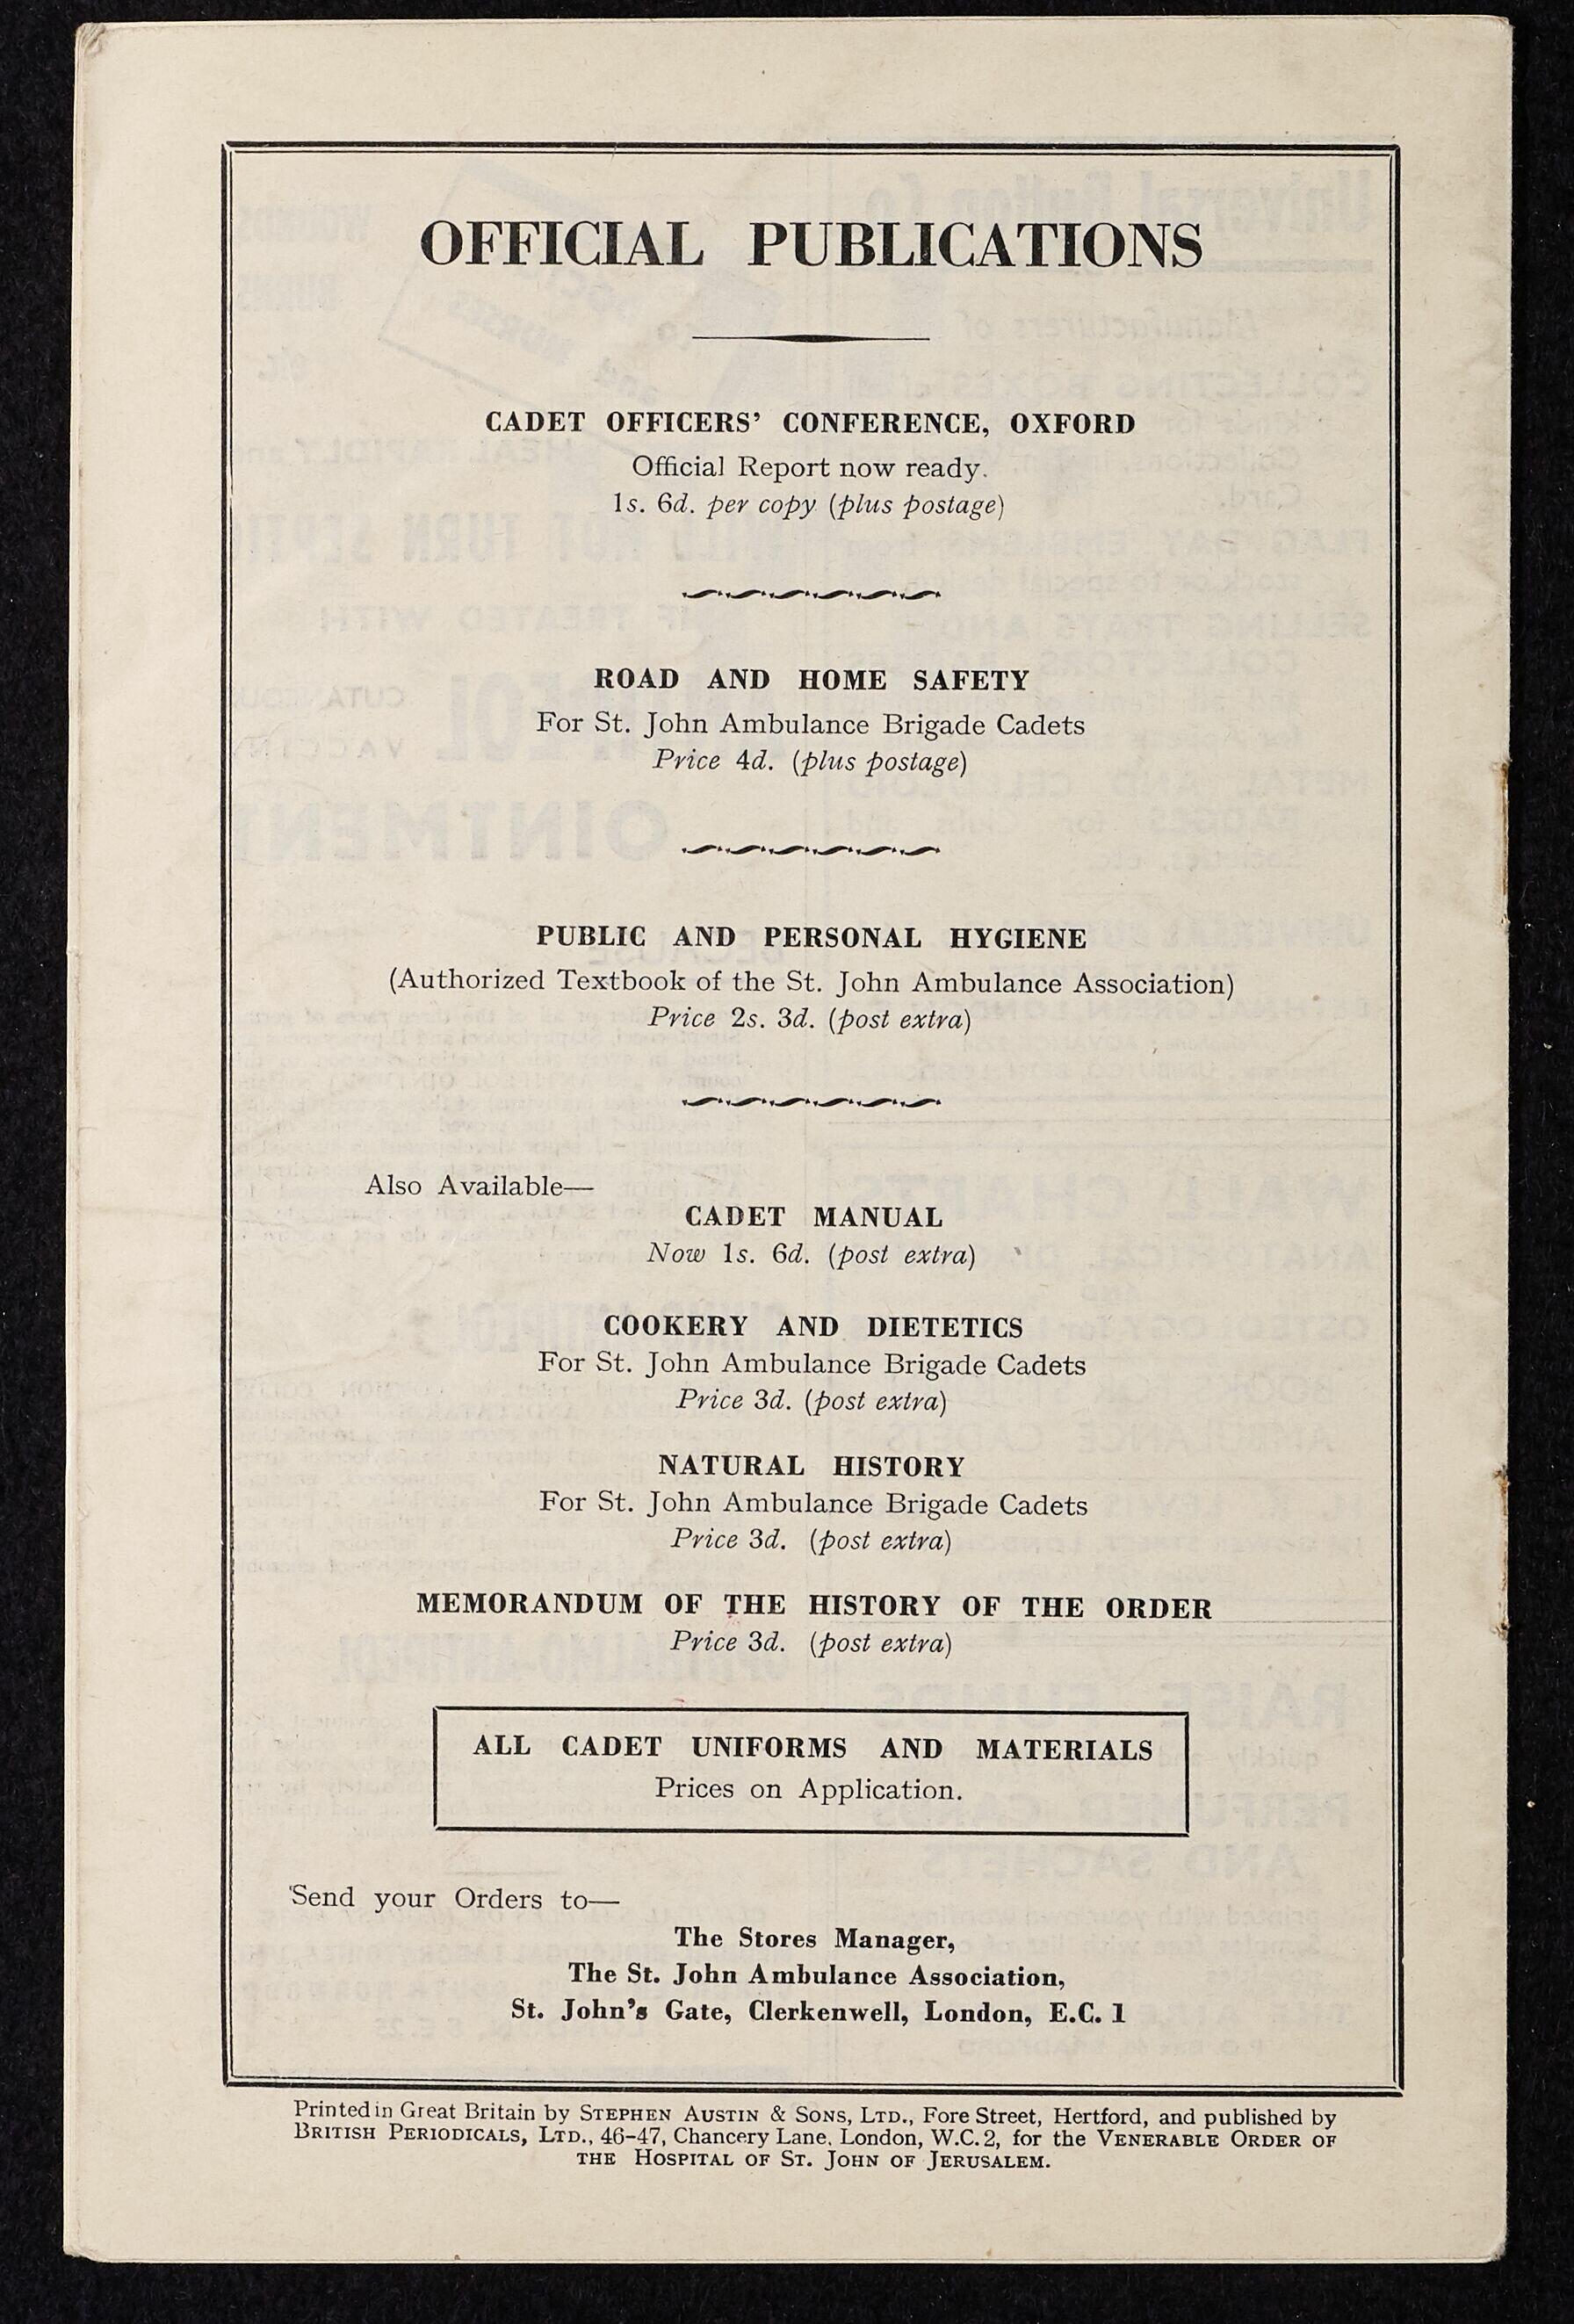 OFFICIAL PUBLICATIONS
CADET OFFICERS' CONFERENCE, OXFORD
Official Report now ready.
1s. 6d. per copy (plus postage)
ROAD AND HOME SAFETY
For St. John Ambulance Brigade Cadets
Price 4d. (plus postage)
PUBLIC AND PERSONAL HYGIENE
(Authorized Textbook of the St. John Ambulance Association)
Price 2s. 3d. (post extra)
Also Available—
CADET MANUAL
Now 1s. 6d. (post extra)
COOKERY AND DIETETICS
For St. John Ambulance Brigade Cadets
Price 3d. (post extra)
NATURAL HISTORY
For St. John Ambulance Brigade Cadets
Price 3d. (post extra)
MEMORANDUM OF THE HISTORY OF THE ORDER
Price 3d. (post extra)
ALL CADET UNIFORMS AND MATERIALS
Prices on Application.
Send your Orders to—
The Stores Manager,
The St. John Ambulance Association,
St. John's Gate, Clerkenwell, London, E.C. 1
Printed in Great Britain by STEPHEN AUSTIN & SONS, LTD., Fore Street, Hertford, and published by
BRITISH PERIODICALS, LTD., 46-47, Chancery Lane, London, W.C.2, for the VENERABLE ORDER OF
THE HOSPITAL OF ST. JOHN OF JERUSALEM.